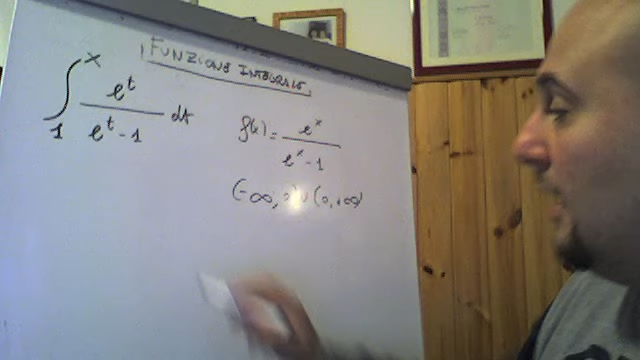 FUNZIONE INTEGRALE
∫₁ˣ eᵗ / (eᵗ - 1) dt
f(x) = eˣ / (eˣ - 1)
(-∞, 0) ∪ (0, +∞)